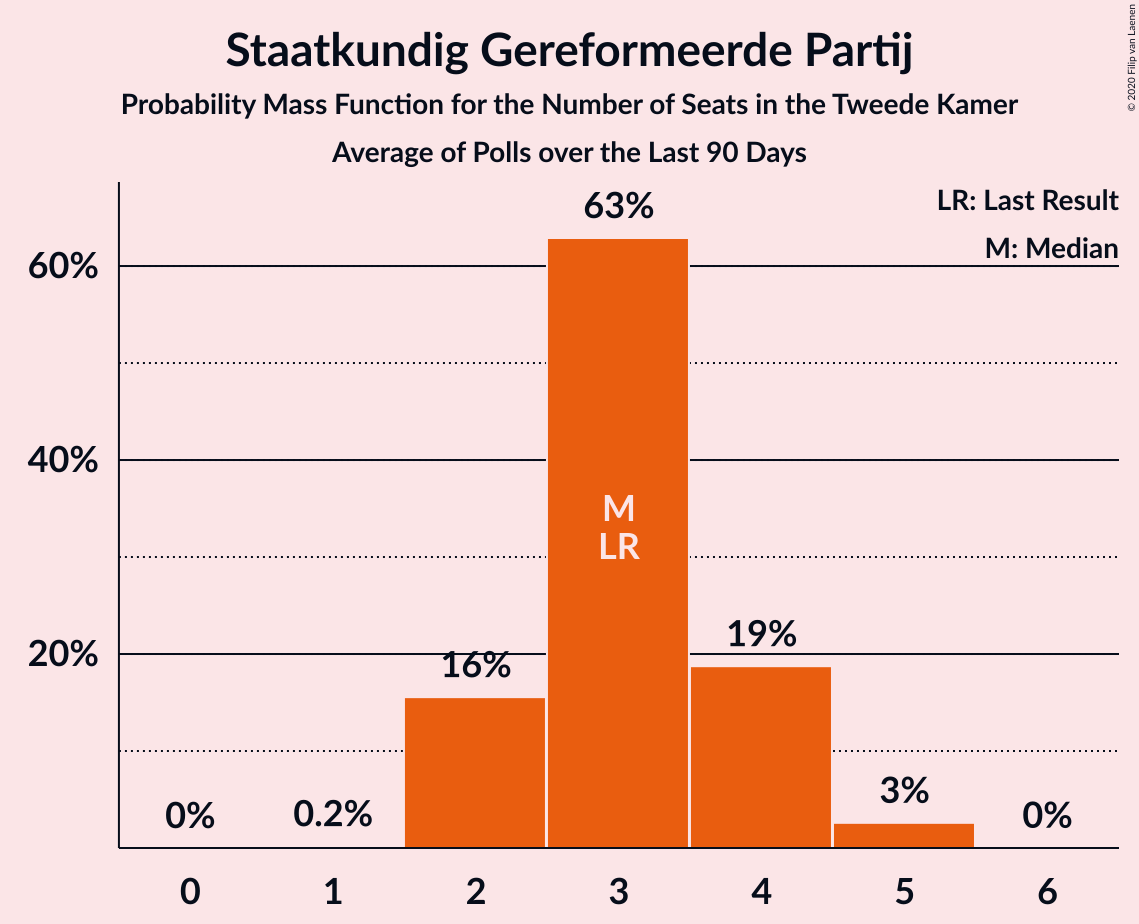 Staatkundig Gereformeerde Partij
Probability Mass Function for the Number of Seats in the Tweede Kamer
Average of Polls over the Last 90 Days
© 2020 Filip van Laenen
LR: Last Result
M: Median
63%
60%
40%
M
LR
20%
19%
16%
0%
0.2%
3%
0%
0 1 2 3 4 5 6